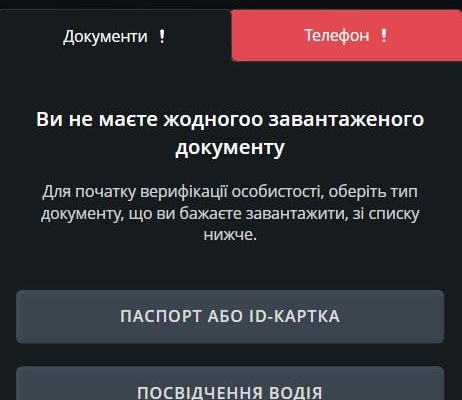 Документи ! Телефон !
Ви не маєте жодногоо завантаженого
документу
Для початку верифікації особистості, оберіть тип
документу, що ви бажаєте завантажити, зі списку
нижче.
ПАСПОРТ АБО ID-КАРТКА
ПОСВІДЧЕННЯ ВОДІЯ